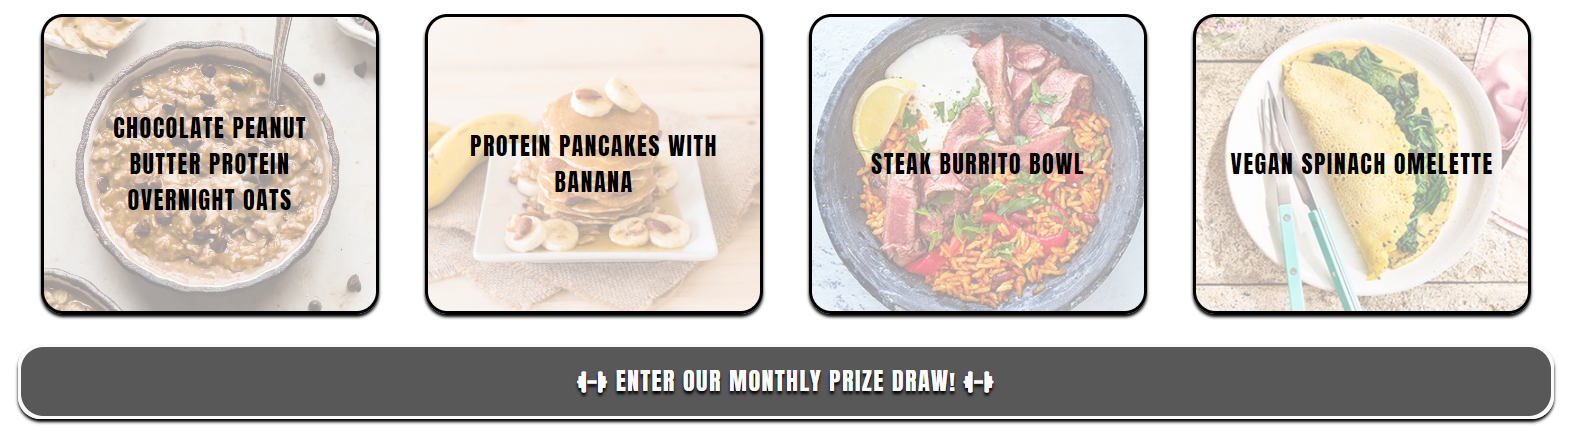 CHOCOLATE PEANUT
BUTTER PROTEIN
OVERNIGHT OATS
PROTEIN PANCAKES WITH
BANANA
STEAK BURRITO BOWL
VEGAN SPINACH OMELETTE
ENTER OUR MONTHLY PRIZE DRAW!